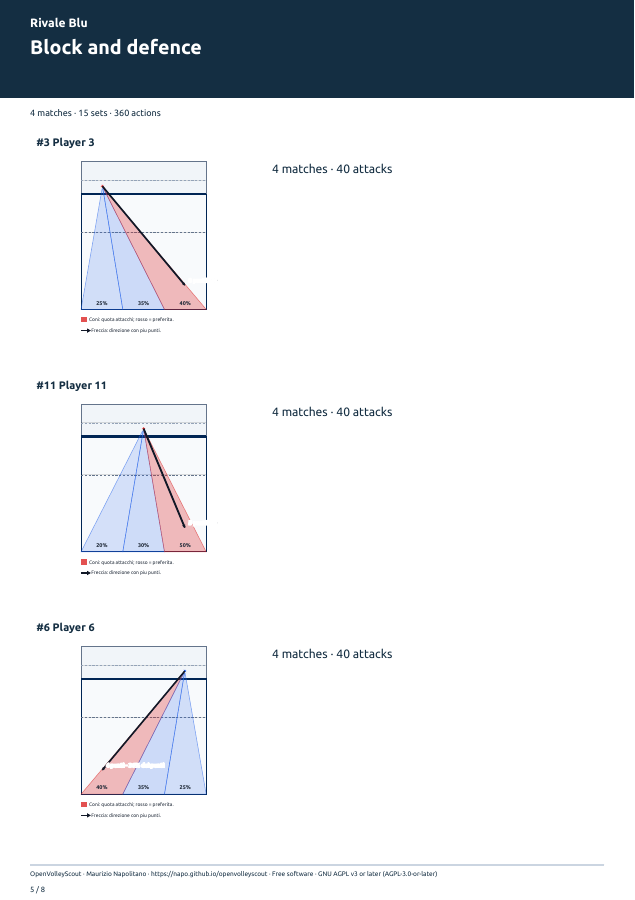 Rivale Blu
Block and defence
4 matches · 15 sets · 360 actions
#3 Player 3
4 matches · 40 attacks
25% 35% 40%
Coni: quota attacchi; rosso = preferita.
Freccia: direzione con piu punti.
#11 Player 11
4 matches · 40 attacks
20% 30% 50%
Coni: quota attacchi; rosso = preferita.
Freccia: direzione con piu punti.
#6 Player 6
4 matches · 40 attacks
40% 35% 25%
Coni: quota attacchi; rosso = preferita.
Freccia: direzione con piu punti.
OpenVolleyScout · Maurizio Napolitano · https://napo.github.io/openvolleyscout · Free software · GNU AGPL v3 or later (AGPL-3.0-or-later)
5 / 8